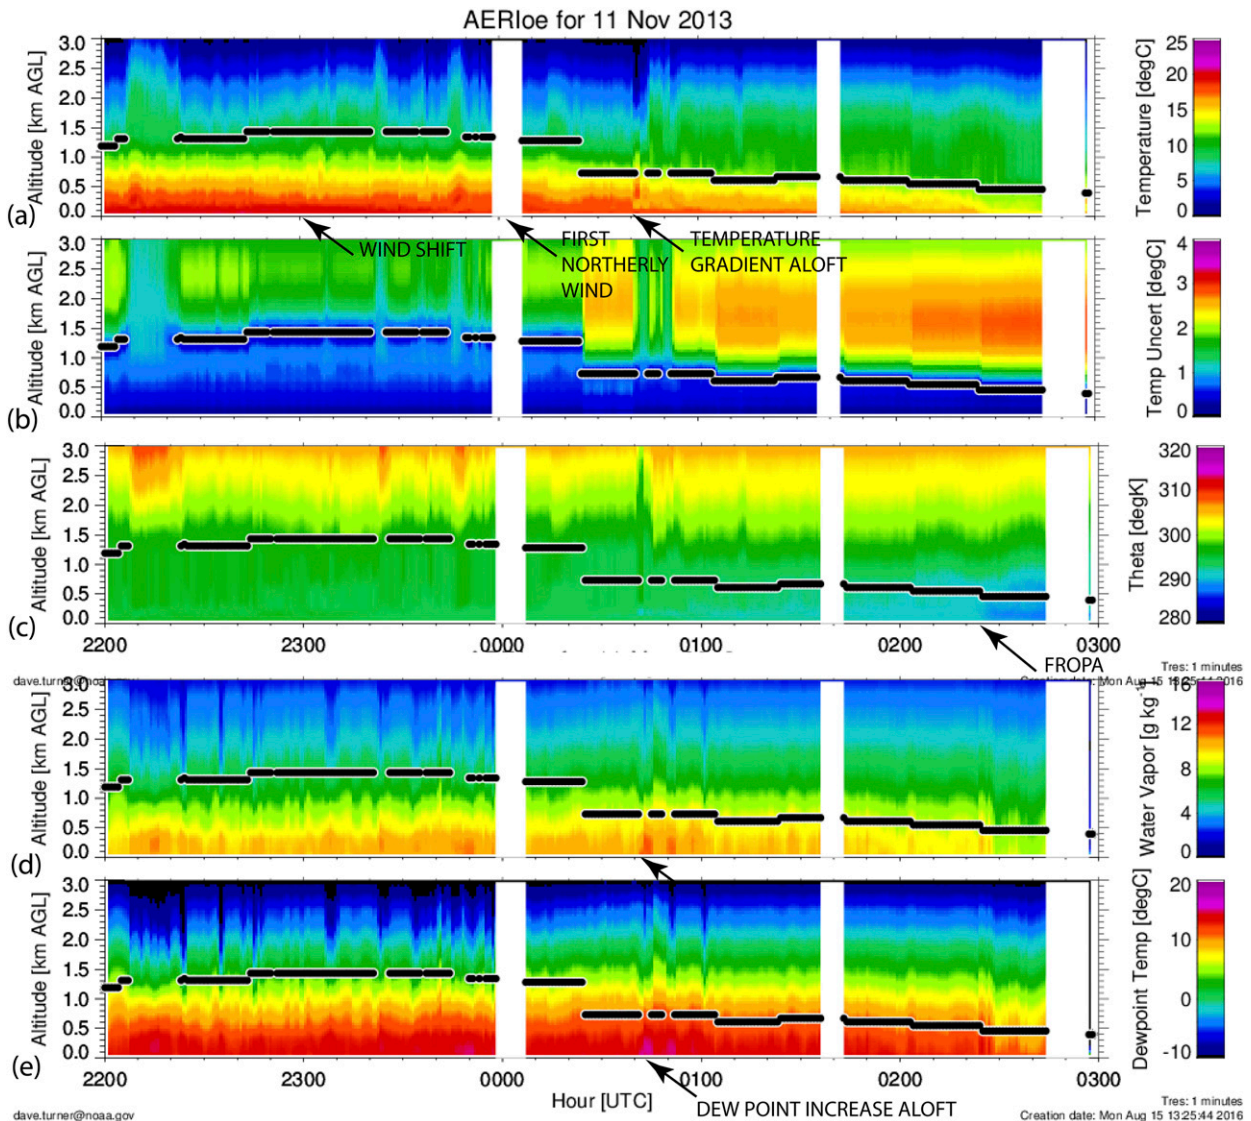 AERIoe for 11 Nov 2013
Altitude [km AGL]
3.0
2.5
2.0
1.5
1.0
0.5
0.0
(a)
25
20
15
10
5
0
Temperature [degC]
WIND SHIFT
FIRST
NORTHERLY
WIND
TEMPERATURE
GRADIENT ALOFT
Altitude [km AGL]
3.0
2.5
2.0
1.5
1.0
0.5
0.0
(b)
4
3
2
1
0
Temp Uncert [degC]
Altitude [km AGL]
3.0
2.5
2.0
1.5
1.0
0.5
0.0
(c)
320
310
300
290
280
Theta [degK]
2200
2300
0000
0100
0200
0300
FROPA
Tres: 1 minutes
dave.turner@noaa
Creation date: Mon Aug 15 13:25:44 2016
Altitude [km AGL]
3.0
2.5
2.0
1.5
1.0
0.5
0.0
(d)
16
12
8
4
0
Water Vapor [g kg⁻¹]
Altitude [km AGL]
3.0
2.5
2.0
1.5
1.0
0.5
0.0
(e)
20
10
0
-10
Dewpoint Temp [degC]
2200
2300
0000
0100
0200
0300
Hour [UTC]
DEW POINT INCREASE ALOFT
Tres: 1 minutes
dave.turner@noaa.gov
Creation date: Mon Aug 15 13:25:44 2016